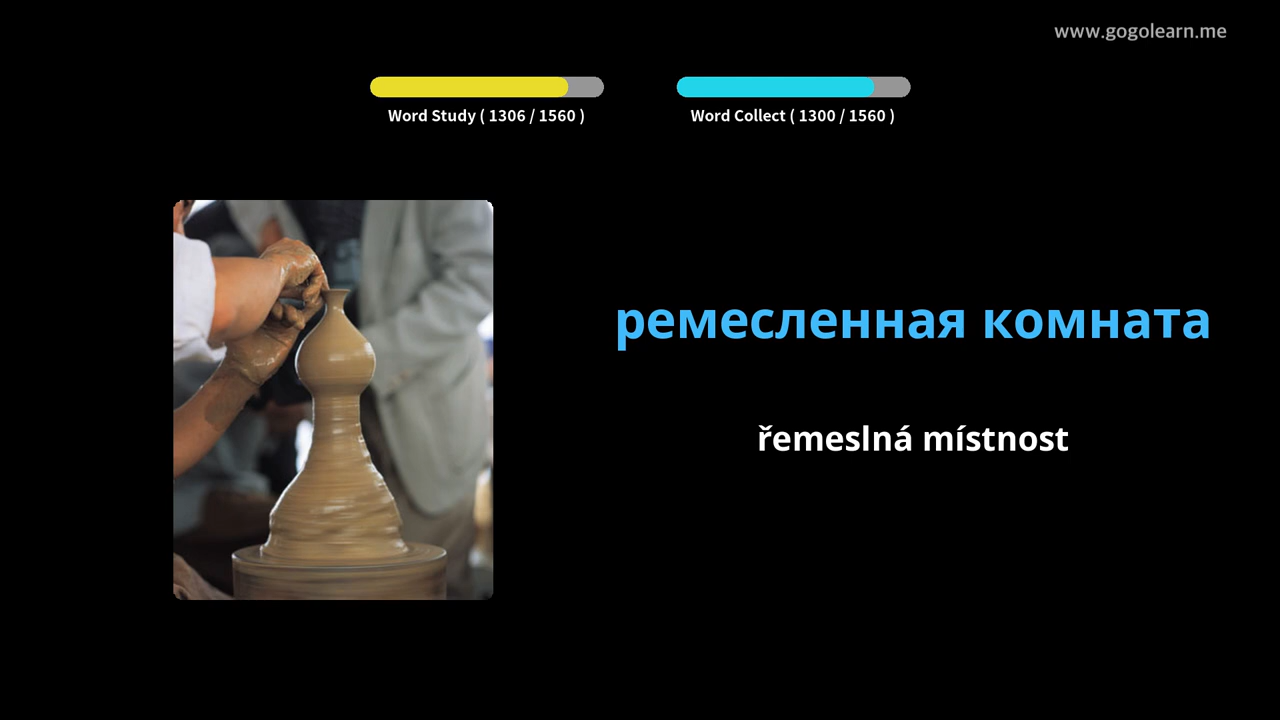 www.gogolearn.me
Word Study ( 1306 / 1560 )
Word Collect ( 1300 / 1560 )
ремесленная комната
řemeslná místnost